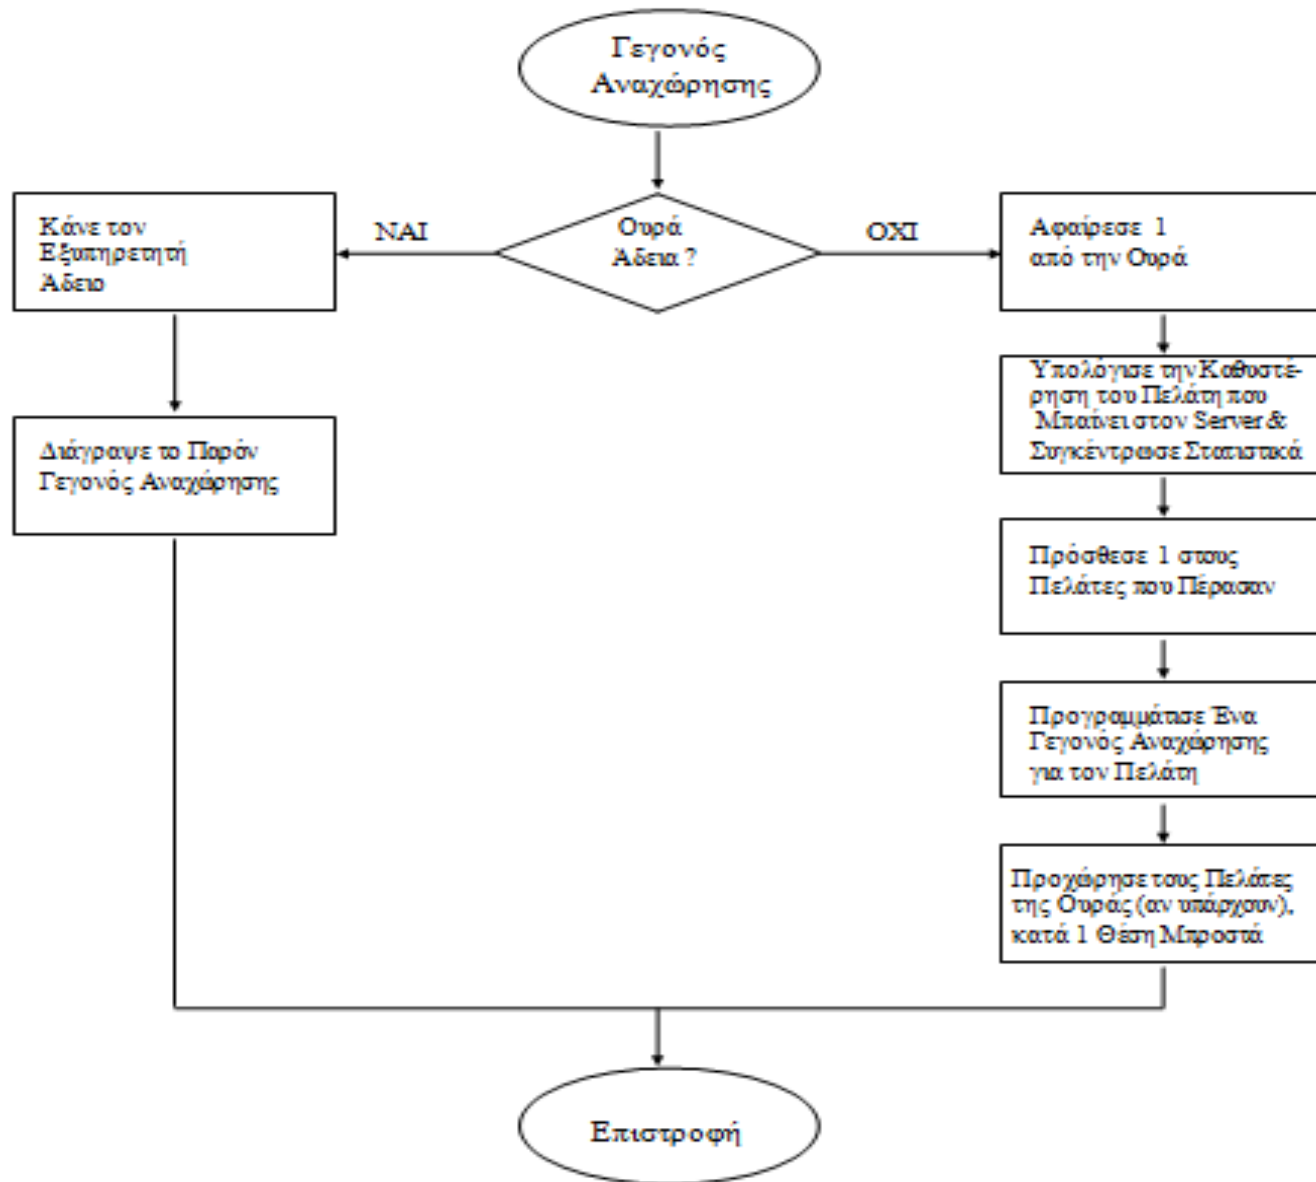 Γεγονός
Αναχώρησης
Ουρά
Άδεια ?
ΝΑΙ
ΟΧΙ
Κάνε τον
Εξυπηρετητή
Άδειο
Διάγραψε το Παρόν
Γεγονός Αναχώρησης
Αφαίρεσε 1
από την Ουρά
Υπολόγισε την Καθυστέ-
ρηση του Πελάτη που
Μπαίνει στον Server &
Συγκέντρωσε Στατιστικά
Πρόσθεσε 1 στους
Πελάτες που Πέρασαν
Προγραμμάτισε Ένα
Γεγονός Αναχώρησης
για τον Πελάτη
Προχώρησε τους Πελάτες
της Ουράς (αν υπάρχουν),
κατά 1 Θέση Μπροστά
Επιστροφή